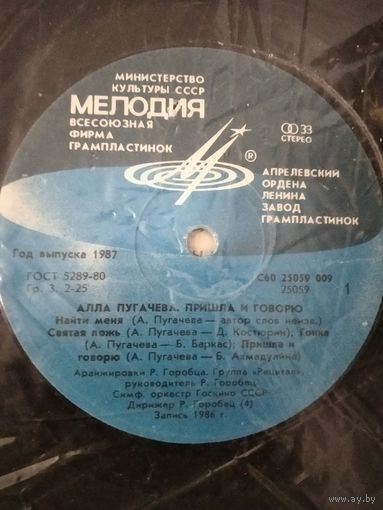 МИНИСТЕРСТВО
КУЛЬТУРЫ СССР
МЕЛОДИЯ
ВСЕСОЮЗНАЯ
ФИРМА
ГРАМПЛАСТИНОК
33
СТЕРЕО
®
АПРЕЛЕВСКИЙ
ОРДЕНА
ЛЕНИНА
ЗАВОД
ГРАМПЛАСТИНОК
Год выпуска 1987
ГОСТ 5289-80
Гр. 3. 2-25
С60 25059 009
25059
1
АЛЛА ПУГАЧЕВА. ПРИШЛА И ГОВОРЮ
Найти меня (А. Пугачева — автор слов неизв.)
Святая ложь (А. Пугачева — Д. Костюрин); Точка
(А. Пугачева — Б. Баркас); Пришла и
говорю (А. Пугачева — Б. Ахмадулина)
Аранжировки Р. Горобца. Группа «Рецитал»,
руководитель Р. Горобец
Симф. оркестр Госкино СССР
Дирижер Р. Горобец (4)
Запись 1986 г.
ay.by